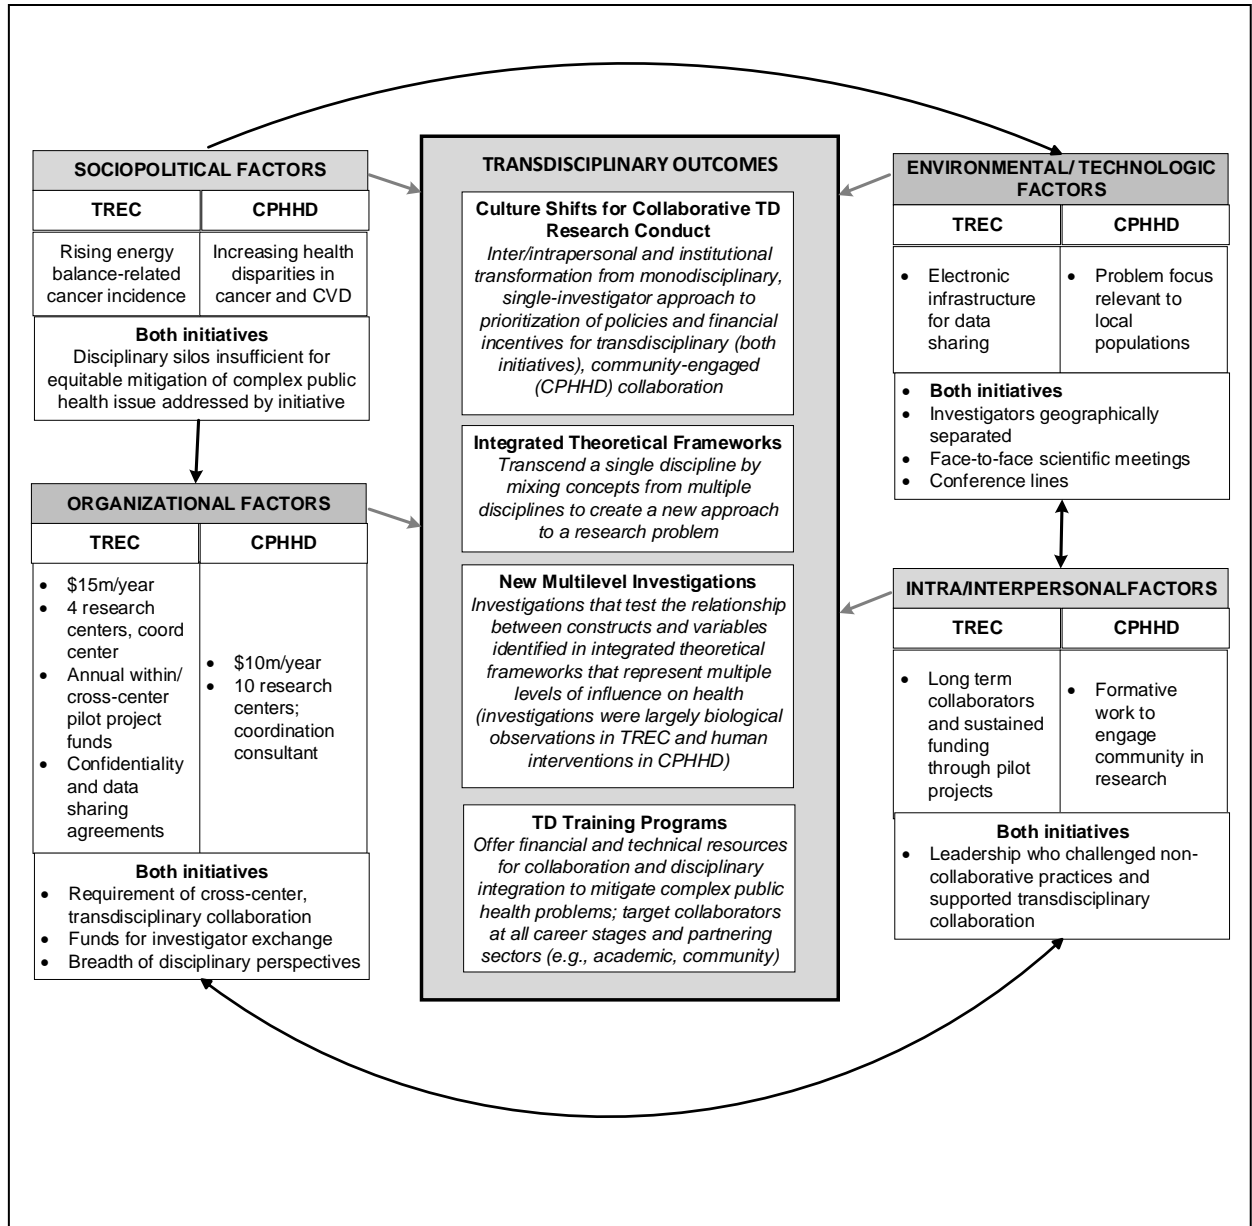 SOCIOPOLITICAL FACTORS
TREC
CPHHD
Rising energy
balance-related
cancer incidence
Increasing health
disparities in
cancer and CVD
Both initiatives
Disciplinary silos insufficient for
equitable mitigation of complex public
health issue addressed by initiative
ORGANIZATIONAL FACTORS
TREC
CPHHD
• $15m/year
• 4 research
centers, coord
center
• Annual within/
cross-center
pilot project
funds
• Confidentiality
and data
sharing
agreements
• $10m/year
• 10 research
centers;
coordination
consultant
Both initiatives
• Requirement of cross-center,
transdisciplinary collaboration
• Funds for investigator exchange
• Breadth of disciplinary perspectives
TRANSDISCIPLINARY OUTCOMES
Culture Shifts for Collaborative TD
Research Conduct
Inter/intrapersonal and institutional
transformation from monodisciplinary,
single-investigator approach to
prioritization of policies and financial
incentives for transdisciplinary (both
initiatives), community-engaged
(CPHHD) collaboration
Integrated Theoretical Frameworks
Transcend a single discipline by
mixing concepts from multiple
disciplines to create a new approach
to a research problem
New Multilevel Investigations
Investigations that test the relationship
between constructs and variables
identified in integrated theoretical
frameworks that represent multiple
levels of influence on health
(investigations were largely biological
observations in TREC and human
interventions in CPHHD)
TD Training Programs
Offer financial and technical resources
for collaboration and disciplinary
integration to mitigate complex public
health problems; target collaborators
at all career stages and partnering
sectors (e.g., academic, community)
ENVIRONMENTAL/ TECHNOLOGIC
FACTORS
TREC
CPHHD
• Electronic
infrastructure
for data
sharing
• Problem focus
relevant to
local
populations
• Both initiatives
• Investigators geographically
separated
• Face-to-face scientific meetings
• Conference lines
INTRA/INTERPERSONALFACTORS
TREC
CPHHD
• Long term
collaborators
and sustained
funding
through pilot
projects
• Formative
work to
engage
community in
research
Both initiatives
• Leadership who challenged non-
collaborative practices and
supported transdisciplinary
collaboration